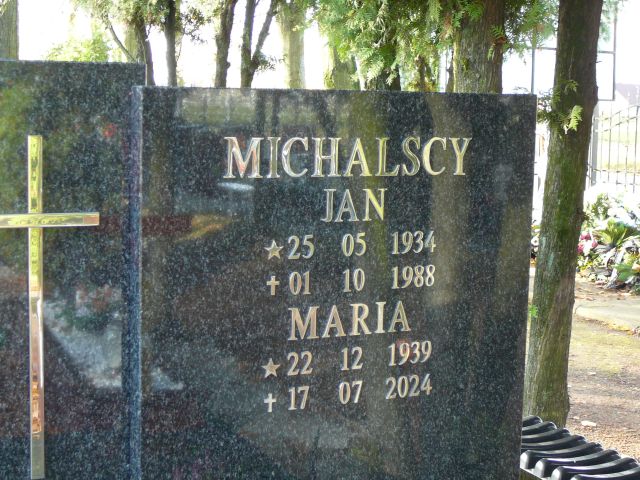 MICHALSCY
JAN
★ 25 05 1934
✝ 01 10 1988
MARIA
★ 22 12 1939
✝ 17 07 2024